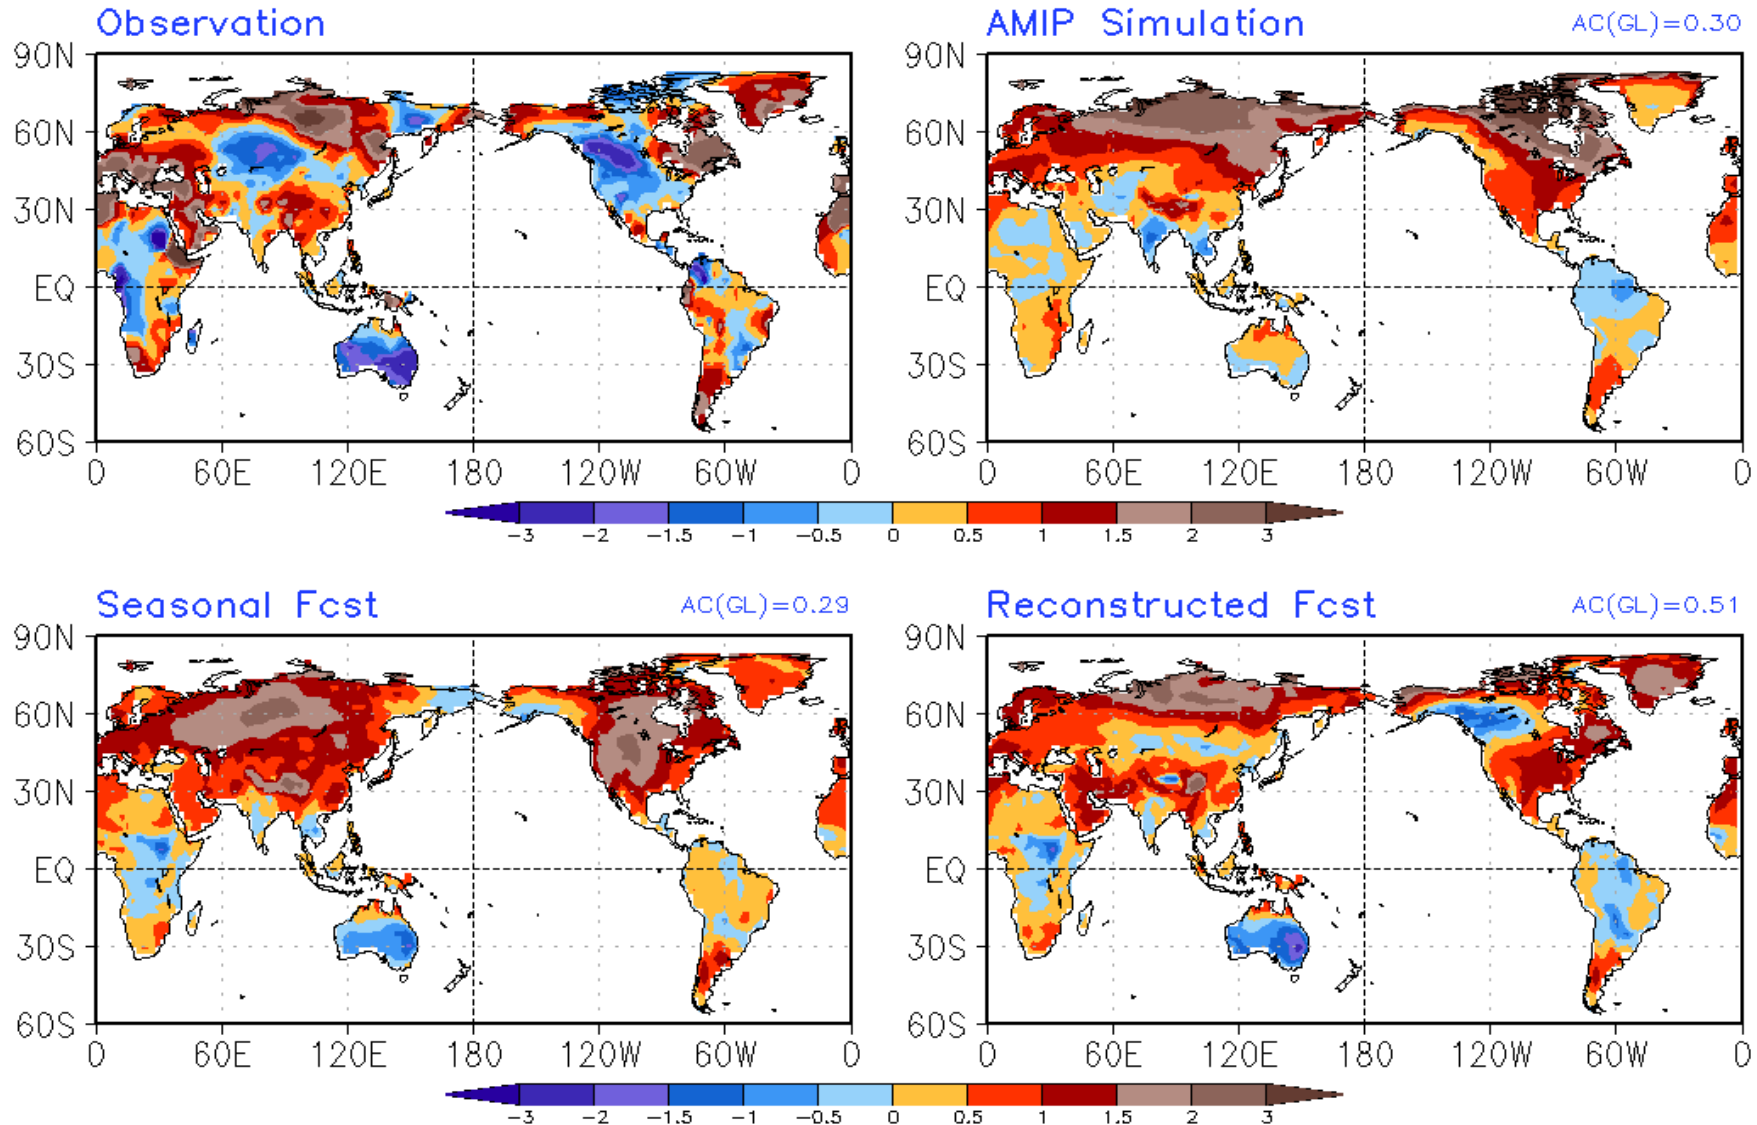 Observation
AMIP Simulation AC(GL)=0.30
90N
60N
30N
EQ
30S
60S
0 60E 120E 180 120W 60W 0
90N
60N
30N
EQ
30S
60S
0 60E 120E 180 120W 60W 0
-3 -2 -1.5 -1 -0.5 0 0.5 1 1.5 2 3
Seasonal Fcst AC(GL)=0.29
Reconstructed Fcst AC(GL)=0.51
90N
60N
30N
EQ
30S
60S
0 60E 120E 180 120W 60W 0
90N
60N
30N
EQ
30S
60S
0 60E 120E 180 120W 60W 0
-3 -2 -1.5 -1 -0.5 0 0.5 1 1.5 2 3